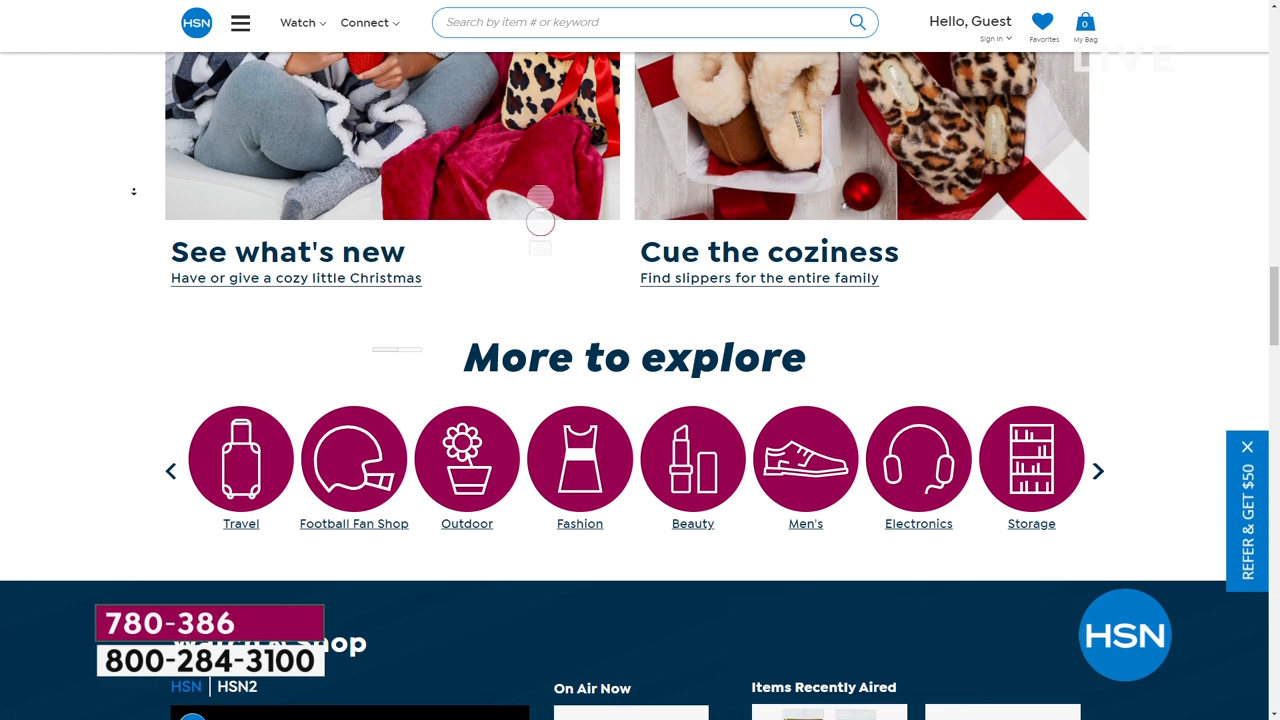 HSN
Watch
Connect
Search by item # or keyword
Hello, Guest
Sign In
Favorites
0
My Bag
LIVE
See what's new
Have or give a cozy little Christmas
Cue the coziness
Find slippers for the entire family
More to explore
Travel
Football Fan Shop
Outdoor
Fashion
Beauty
Men's
Electronics
Storage
REFER & GET $50
780-386
800-284-3100
HSN
HSN | HSN2
On Air Now
Items Recently Aired